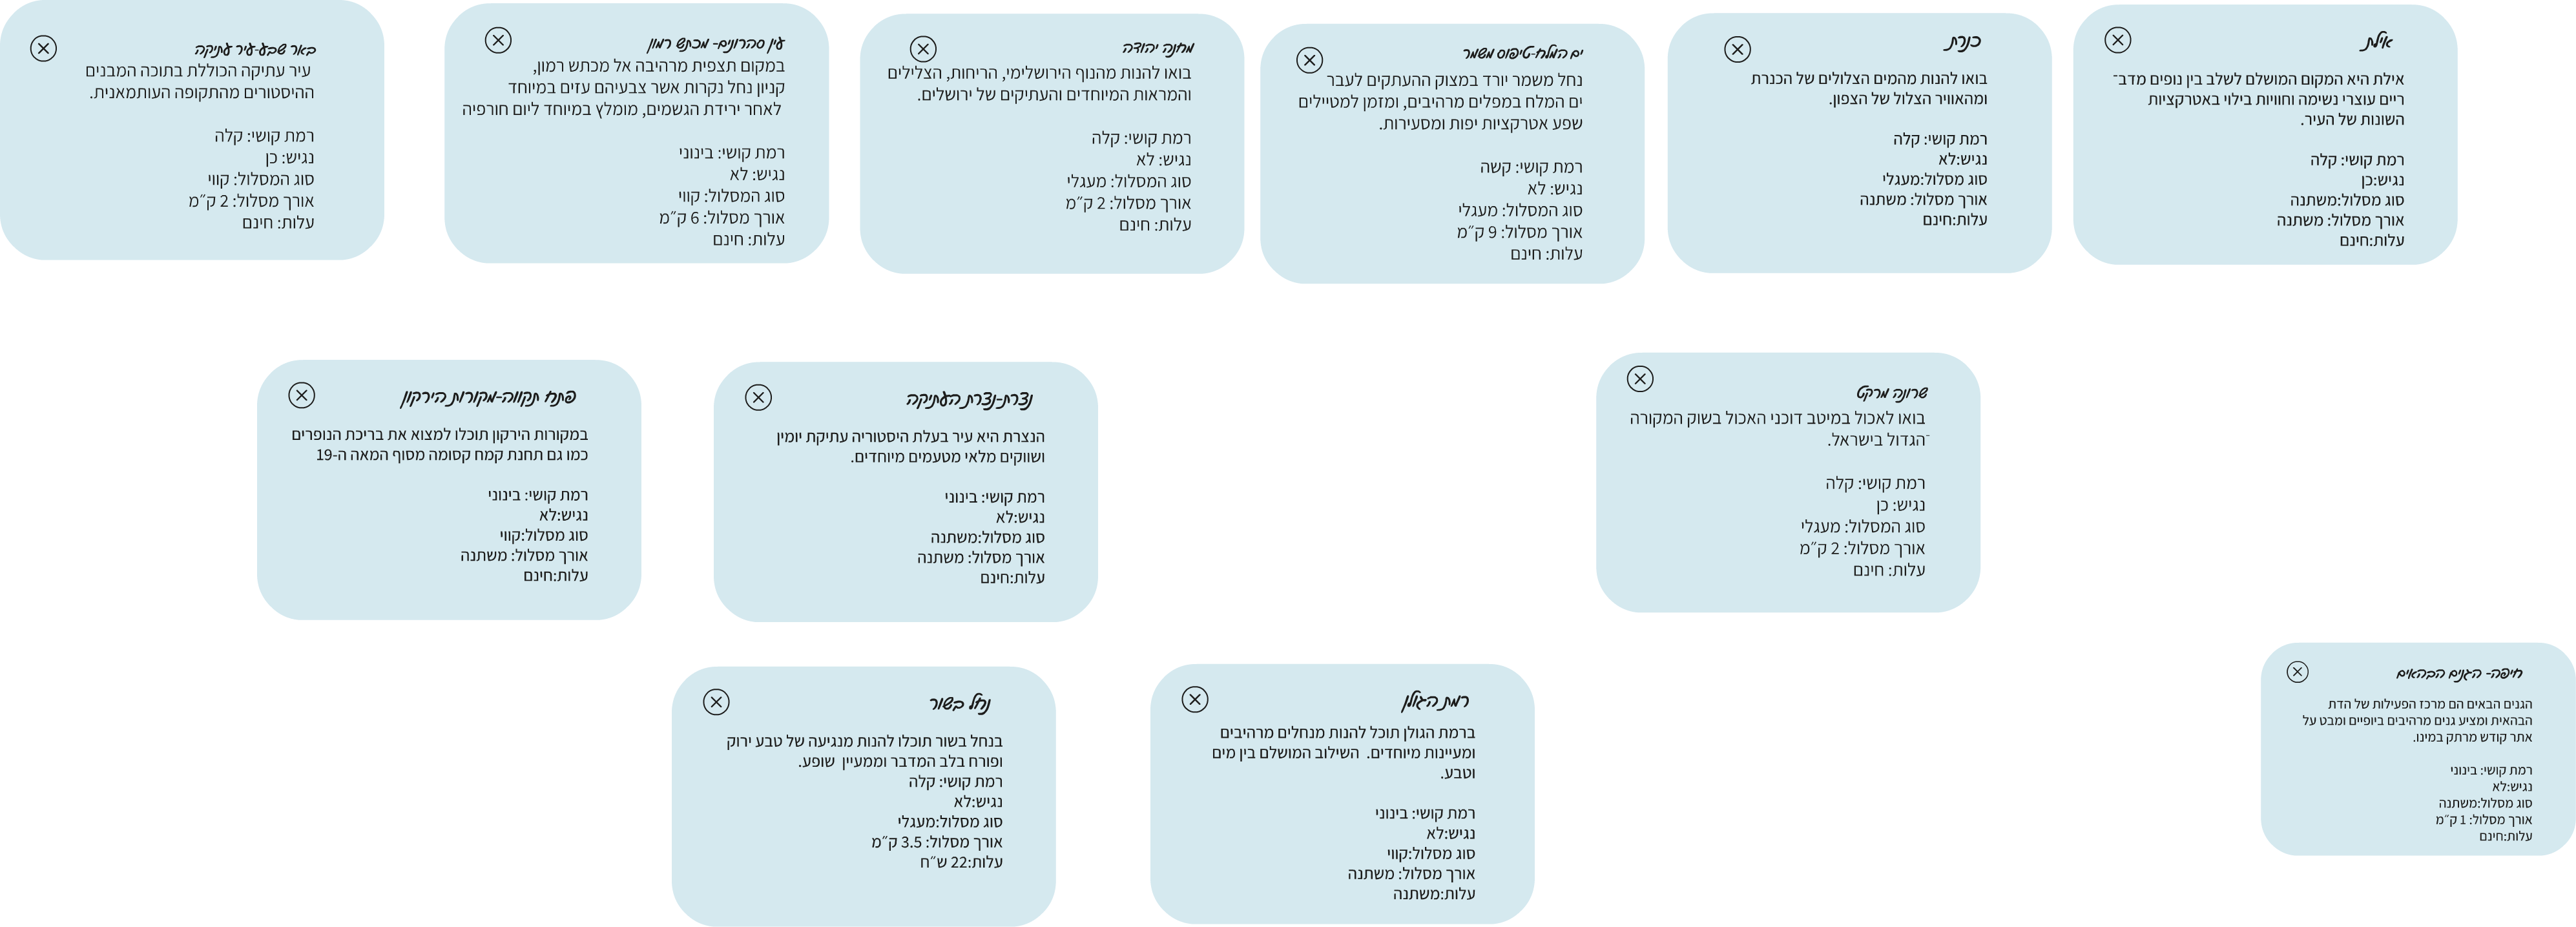 אילת
אילת היא המקום המושלם לשלב בין נופים מדב־
ריים עוצרי נשימה וחוויות בילוי באטרקציות
השונות של העיר.
רמת קושי: קלה
נגיש:כן
סוג מסלול:משתנה
אורך מסלול: משתנה
עלות:חינם
כנרת
בואו להנות מהמים הצלולים של הכנרת
ומהאוויר הצלול של הצפון.
רמת קושי: קלה
נגיש:לא
סוג מסלול:מעגלי
אורך מסלול: משתנה
עלות:חינם
ים המלח-טיפוס משמר
נחל משמר יורד במצוק ההעתקים לעבר
ים המלח במפלים מרהיבים, ומזמן למטיילים
שפע אטרקציות יפות ומסעירות.
רמת קושי: קשה
נגיש: לא
סוג המסלול: מעגלי
אורך מסלול: 9 ק״מ
עלות: חינם
מחנה יהודה
בואו להנות מהנוף הירושלימי, הריחות, הצלילים
והמראות המיוחדים והעתיקים של ירושלים.
רמת קושי: קלה
נגיש: לא
סוג המסלול: מעגלי
אורך מסלול: 2 ק״מ
עלות: חינם
עין סהרונים- מכתש רמון
במקום תצפית מרהיבה אל מכתש רמון,
קניון נחל נקרות אשר צבעיהם עזים במיוחד
לאחר ירידת הגשמים, מומלץ במיוחד ליום חורפיה
רמת קושי: בינוני
נגיש: לא
סוג המסלול: קווי
אורך מסלול: 6 ק״מ
עלות: חינם
באר שבע-עיר עתיקה
עיר עתיקה הכוללת בתוכה המבנים
ההיסטורים מהתקופה העותמאנית.
רמת קושי: קלה
נגיש: כן
סוג המסלול: קווי
אורך מסלול: 2 ק״מ
עלות: חינם
שרונה מרקט
בואו לאכול במיטב דוכני האכול בשוק המקורה
־הגדול בישראל.
רמת קושי: קלה
נגיש: כן
סוג המסלול: מעגלי
אורך מסלול: 2 ק״מ
עלות: חינם
נצרת-נצרת העתיקה
הנצרת היא עיר בעלת היסטוריה עתיקת יומין
ושווקים מלאי מטעמים מיוחדים.
רמת קושי: בינוני
נגיש:לא
סוג מסלול:משתנה
אורך מסלול: משתנה
עלות:חינם
פתח תקווה-מקורות הירקון
במקורות הירקון תוכלו למצוא את בריכת הנופרים
כמו גם תחנת קמח קסומה מסוף המאה ה-19
רמת קושי: בינוני
נגיש:לא
סוג מסלול:קווי
אורך מסלול: משתנה
עלות:חינם
חיפה- הגנים הבהאים
הגנים הבאים הם מרכז הפעילות של הדת
הבהאית ומציע גנים מרהיבים ביופיים ומבט על
אתר קודש מרתק במינו.
רמת קושי: בינוני
נגיש:לא
סוג מסלול:משתנה
אורך מסלול: 1 ק״מ
עלות:חינם
רמת הגולן
ברמת הגולן תוכל להנות מנחלים מרהיבים
ומעיינות מיוחדים. השילוב המושלם בין מים
וטבע.
רמת קושי: בינוני
נגיש:לא
סוג מסלול:קווי
אורך מסלול: משתנה
עלות:משתנה
נחל בשור
בנחל בשור תוכלו להנות מנגיעה של טבע ירוק
ופורח בלב המדבר וממעיין שופע.
רמת קושי: קלה
נגיש:לא
סוג מסלול:מעגלי
אורך מסלול: 3.5 ק״מ
עלות:22 ש״ח